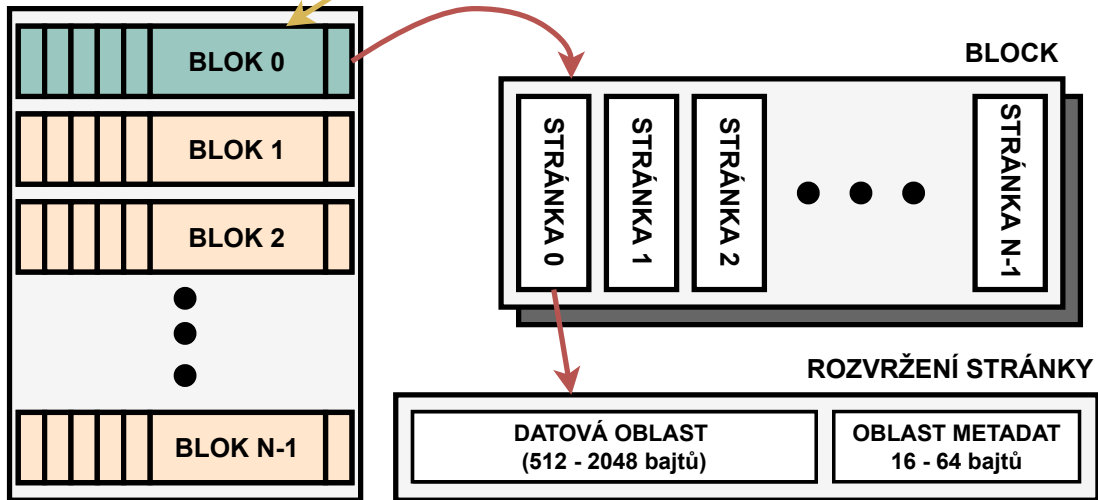 BLOK 0
BLOK 1
BLOK 2
BLOK N-1
BLOCK
STRÁNKA 0
STRÁNKA 1
STRÁNKA 2
STRÁNKA N-1
ROZVRŽENÍ STRÁNKY
DATOVÁ OBLAST
(512 - 2048 bajtů)
OBLAST METADAT
16 - 64 bajtů